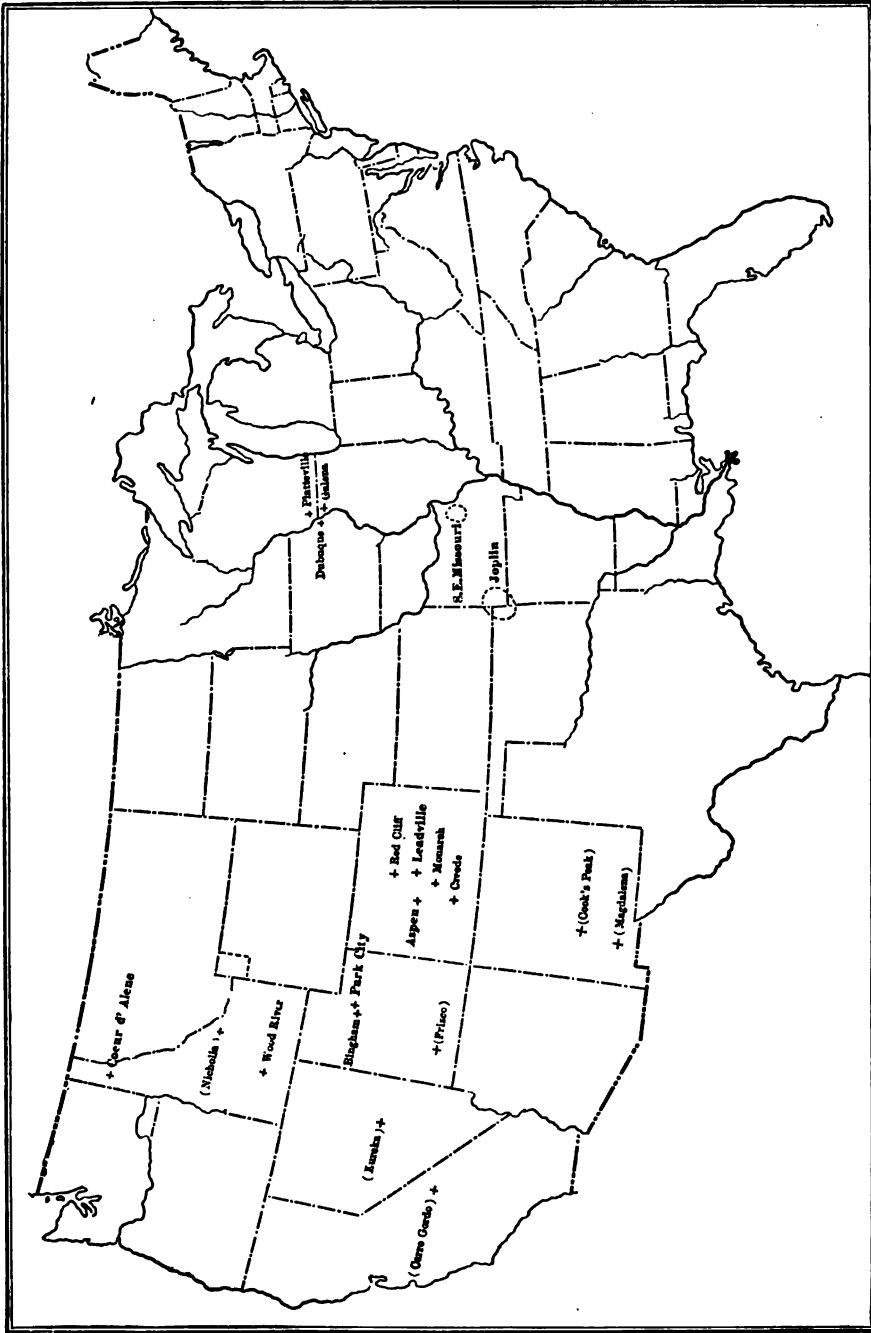 + Coeur d' Alene
(Nicholia) +
+ Wood River
Bingham +
+ Park City
+ (Frisco)
(Eureka) +
(Cerro Gordo) +
+ Red Cliff
Aspen +
+ Leadville
+ Monarch
+ Creede
+ (Cook's Peak)
+ (Magdalena)
Dubuque +
+ Platteville
+ Galena
S.E. Missouri
Joplin